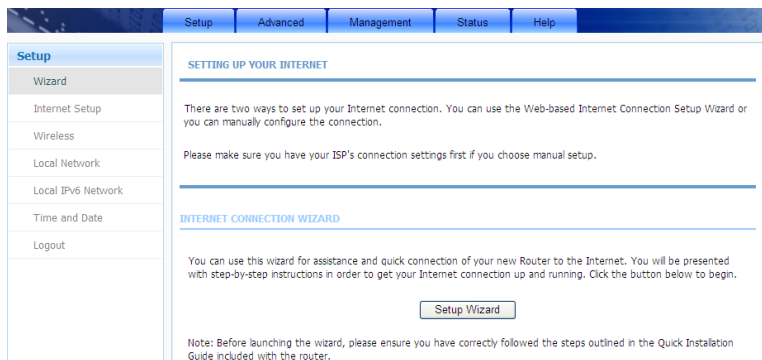 Setup Advanced Management Status Help
Setup
Wizard
Internet Setup
Wireless
Local Network
Local IPv6 Network
Time and Date
Logout
SETTING UP YOUR INTERNET
There are two ways to set up your Internet connection. You can use the Web-based Internet Connection Setup Wizard or
you can manually configure the connection.
Please make sure you have your ISP's connection settings first if you choose manual setup.
INTERNET CONNECTION WIZARD
You can use this wizard for assistance and quick connection of your new Router to the Internet. You will be presented
with step-by-step instructions in order to get your Internet connection up and running. Click the button below to begin.
Setup Wizard
Note: Before launching the wizard, please ensure you have correctly followed the steps outlined in the Quick Installation
Guide included with the router.